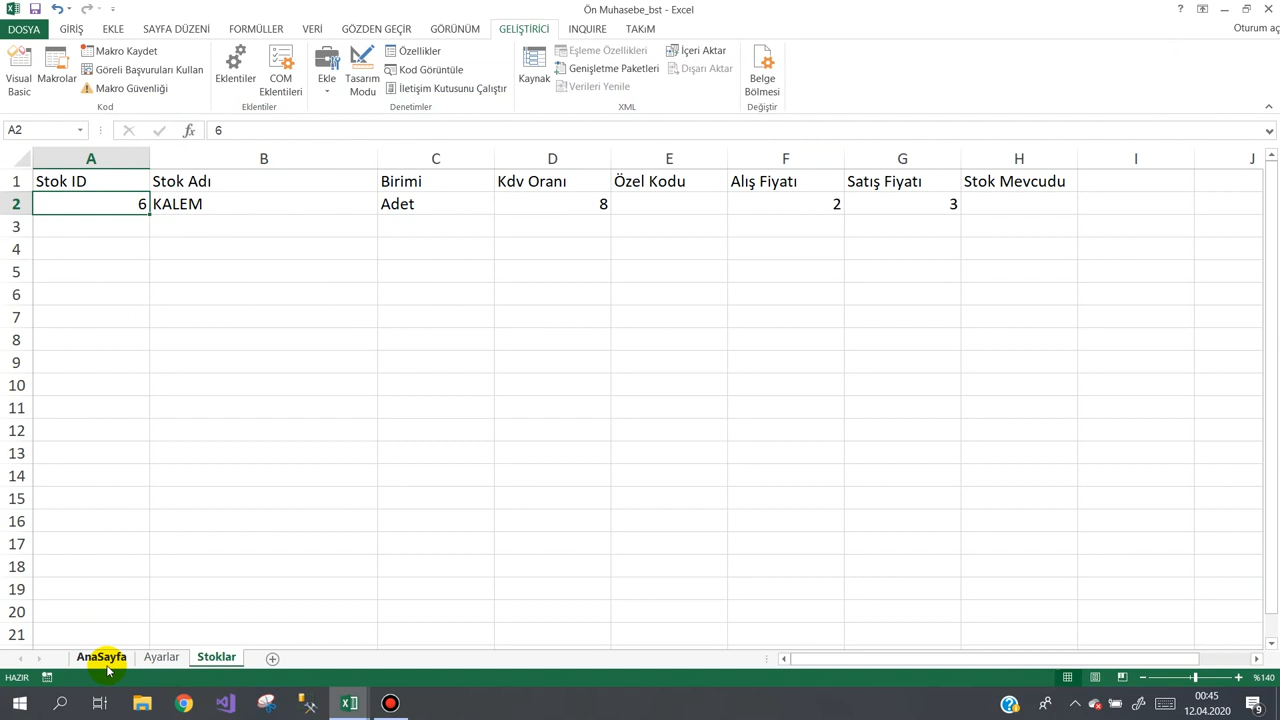 Ön Muhasebe_bst - Excel
?
Oturum aç
DOSYA GİRİŞ EKLE SAYFA DÜZENİ FORMÜLLER VERİ GÖZDEN GEÇİR GÖRÜNÜM GELİŞTİRİCİ INQUIRE TAKıM
Visual Basic
Makrolar
Makro Kaydet
Göreli Başvuruları Kullan
Makro Güvenliği
Kod
Eklentiler
COM Eklentileri
Eklentiler
Ekle
Tasarım Modu
Özellikler
Kod Görüntüle
İletişim Kutusunu Çalıştır
Denetimler
Kaynak
Eşleme Özellikleri
Genişletme Paketleri
Verileri Yenile
İçeri Aktar
Dışarı Aktar
XML
Belge Bölmesi
Değiştir
A2 fx 6
A B C D E F G H I J
1 Stok ID Stok Adı Birimi Kdv Oranı Özel Kodu Alış Fiyatı Satış Fiyatı Stok Mevcudu
2 6 KALEM Adet 8 2 3
3
4
5
6
7
8
9
10
11
12
13
14
15
16
17
18
19
20
21
AnaSayfa Ayarlar Stoklar
HAZIR
%140
00:45
12.04.2020
9